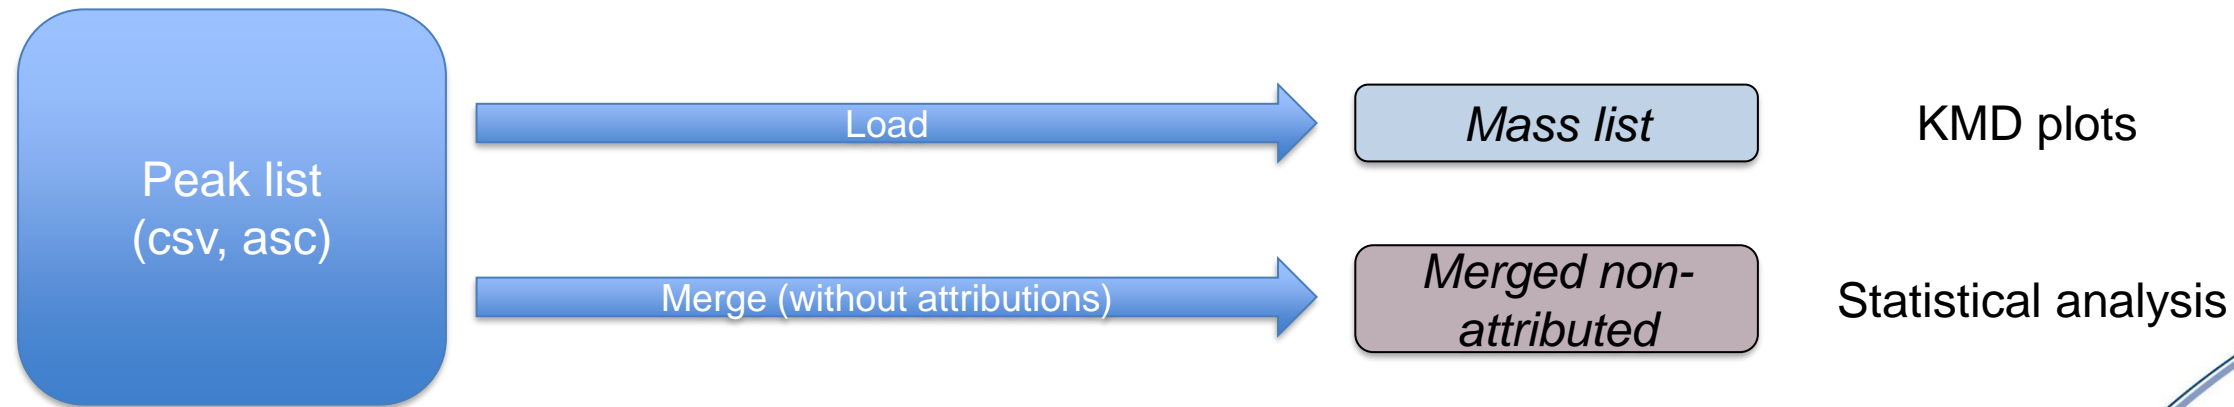 Peak list
(csv, asc)
Load
Mass list
KMD plots
Merge (without attributions)
Merged non-
attributed
Statistical analysis